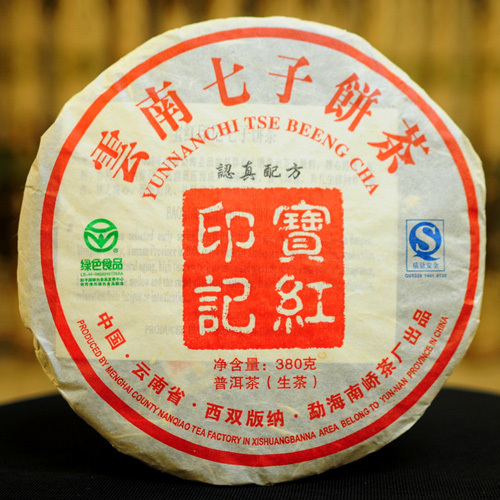 雲南七子餅茶
YUNNANCHI TSE BEENG CHA
認真配方
寶紅
印記
绿色食品
QS
质量安全
净含量：380克
普洱茶（生茶）
中国·云南省·西双版纳·勐海南峤茶厂出品
PRODUCED BY MENGHAI COUNTY NANQIAO TEA FACTORY IN XISHUANGBANNA AREA BELONG TO YUN-NAN PROVINCE IN CHINA